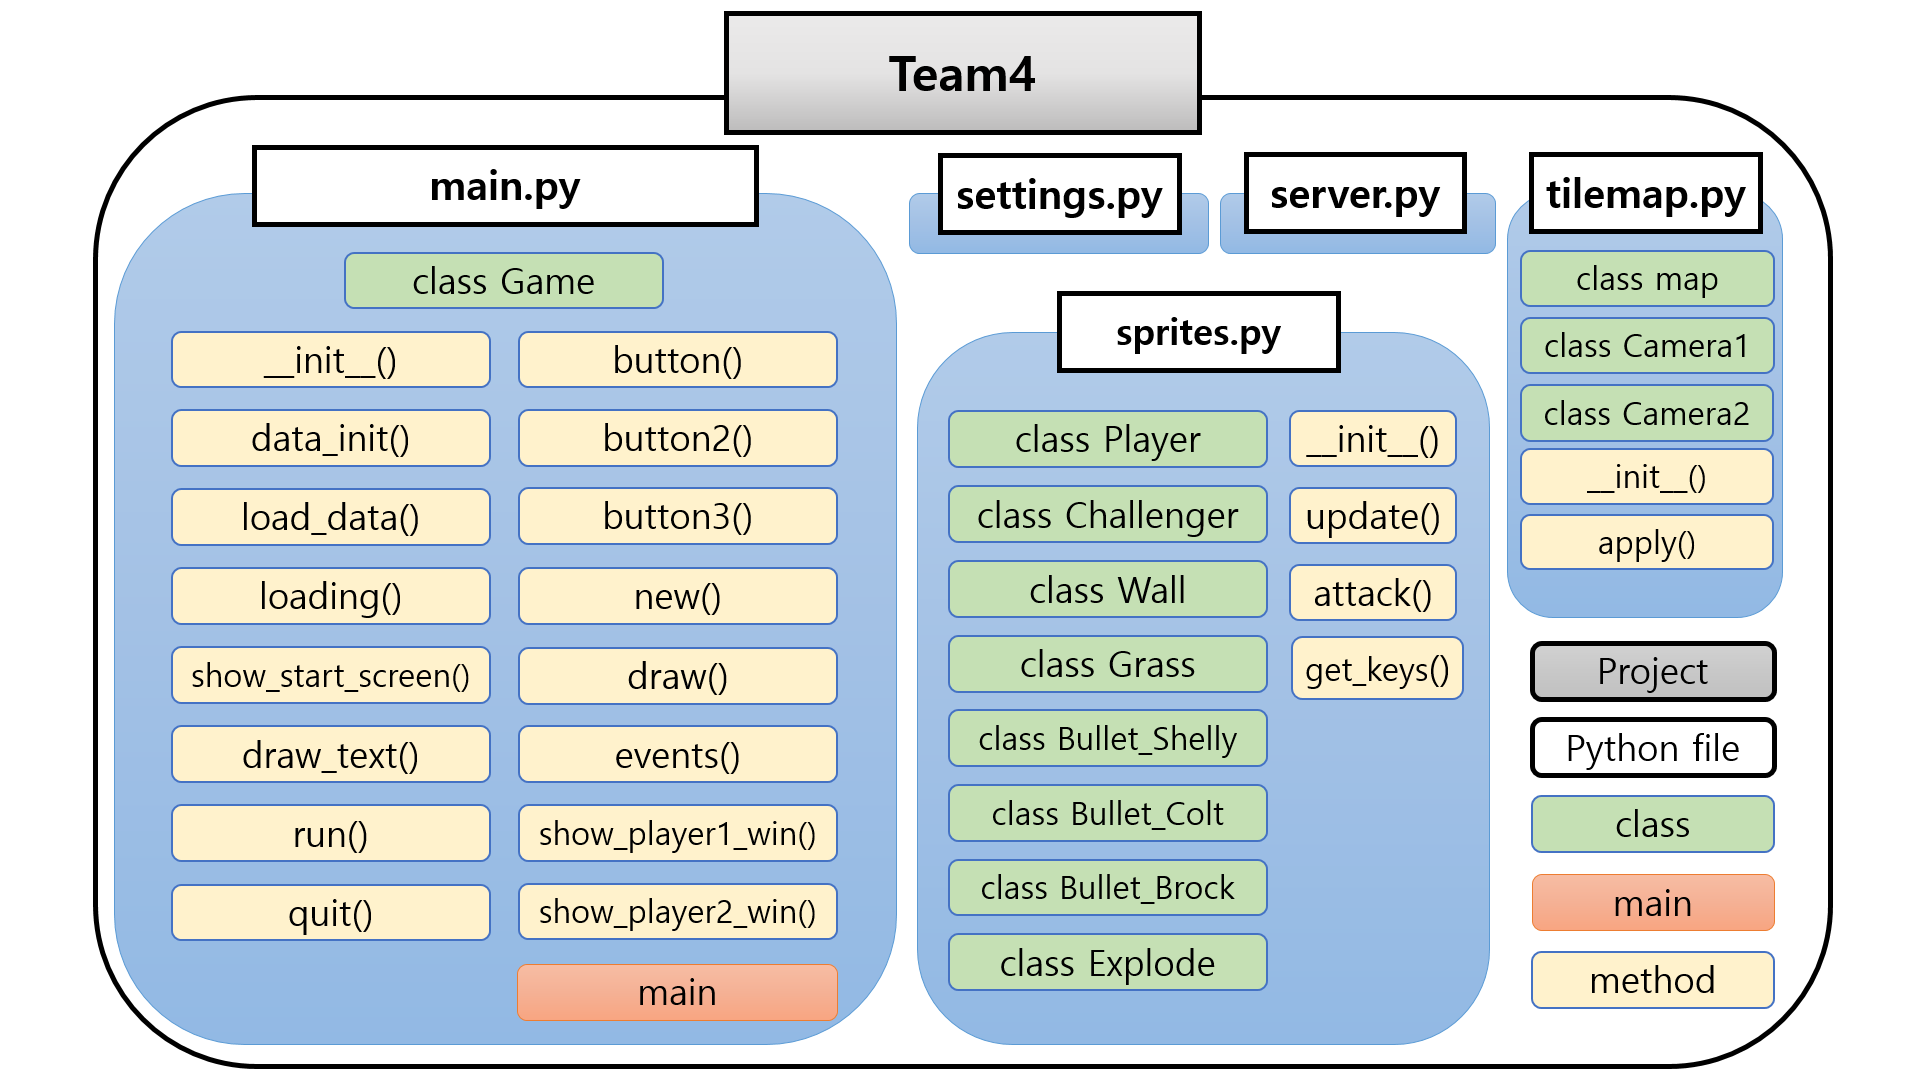 Team4
main.py
class Game
__init__()
button()
data_init()
button2()
load_data()
button3()
loading()
new()
show_start_screen()
draw()
draw_text()
events()
run()
show_player1_win()
quit()
show_player2_win()
main
settings.py
server.py
sprites.py
class Player
__init__()
class Challenger
update()
class Wall
attack()
class Grass
get_keys()
class Bullet_Shelly
class Bullet_Colt
class Bullet_Brock
class Explode
tilemap.py
class map
class Camera1
class Camera2
__init__()
apply()
Project
Python file
class
main
method